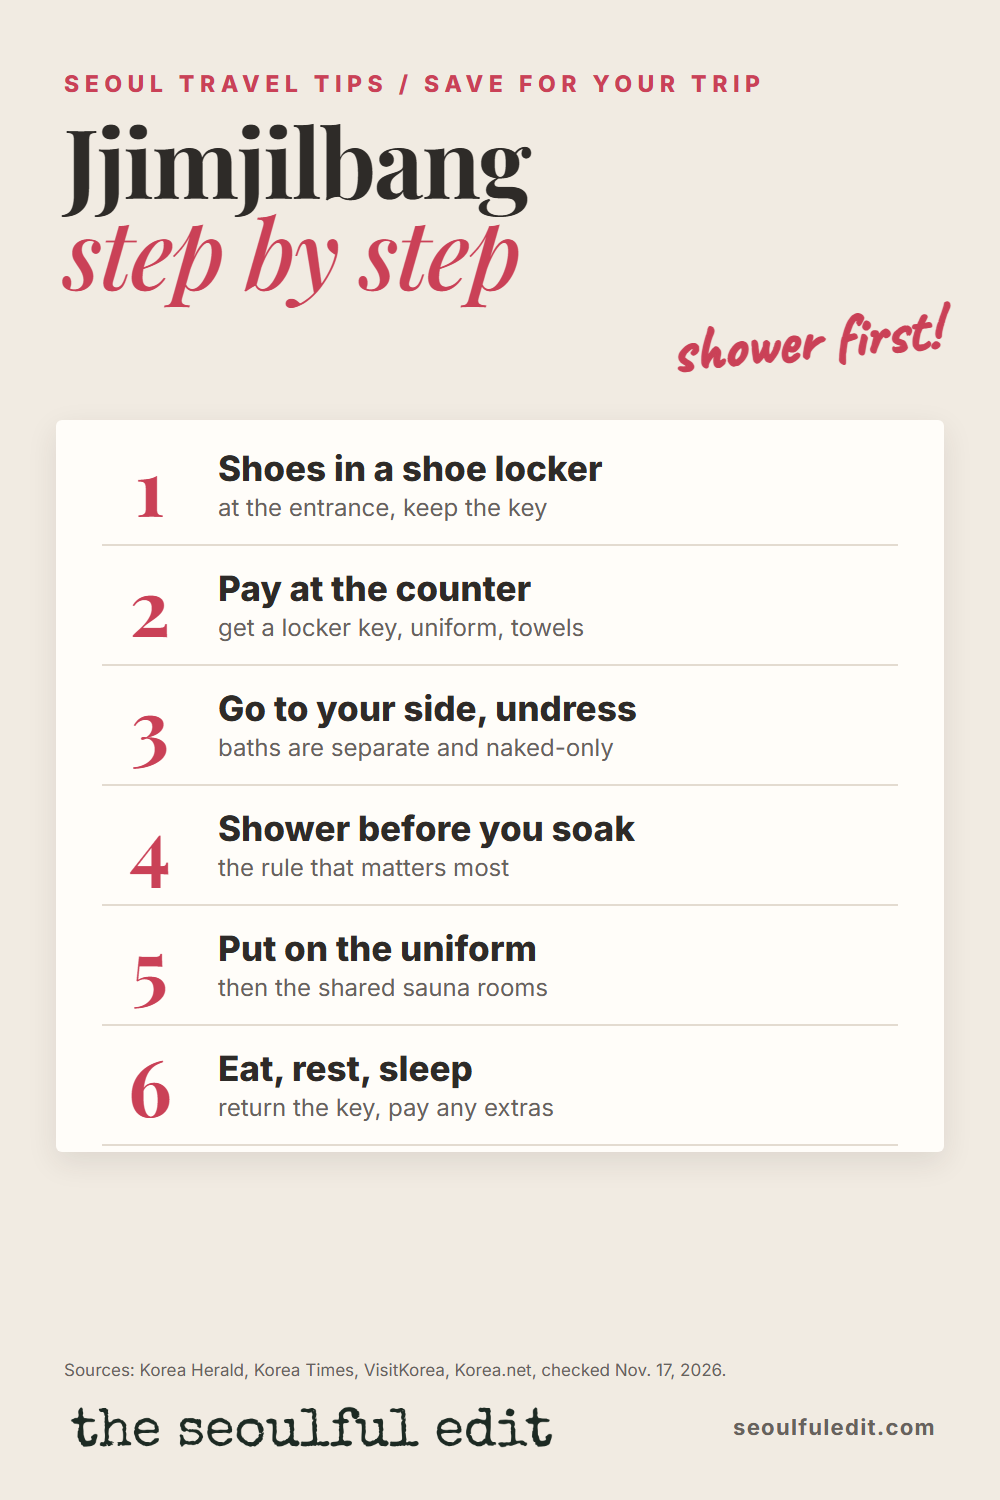 SEOUL TRAVEL TIPS / SAVE FOR YOUR TRIP
Jjimjilbang
step by step
shower first!
1
Shoes in a shoe locker
at the entrance, keep the key
2
Pay at the counter
get a locker key, uniform, towels
3
Go to your side, undress
baths are separate and naked-only
4
Shower before you soak
the rule that matters most
5
Put on the uniform
then the shared sauna rooms
6
Eat, rest, sleep
return the key, pay any extras
Sources: Korea Herald, Korea Times, VisitKorea, Korea.net, checked Nov. 17, 2026.
the seoulful edit
seoulfuledit.com